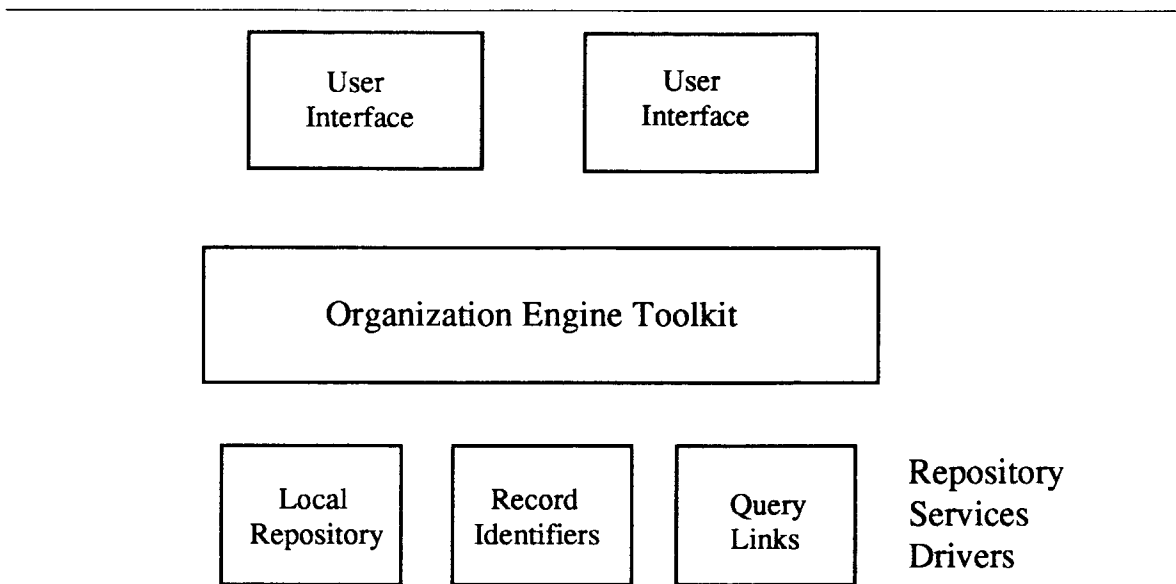 User
Interface
User
Interface
Organization Engine Toolkit
Local
Repository
Record
Identifiers
Query
Links
Repository
Services
Drivers